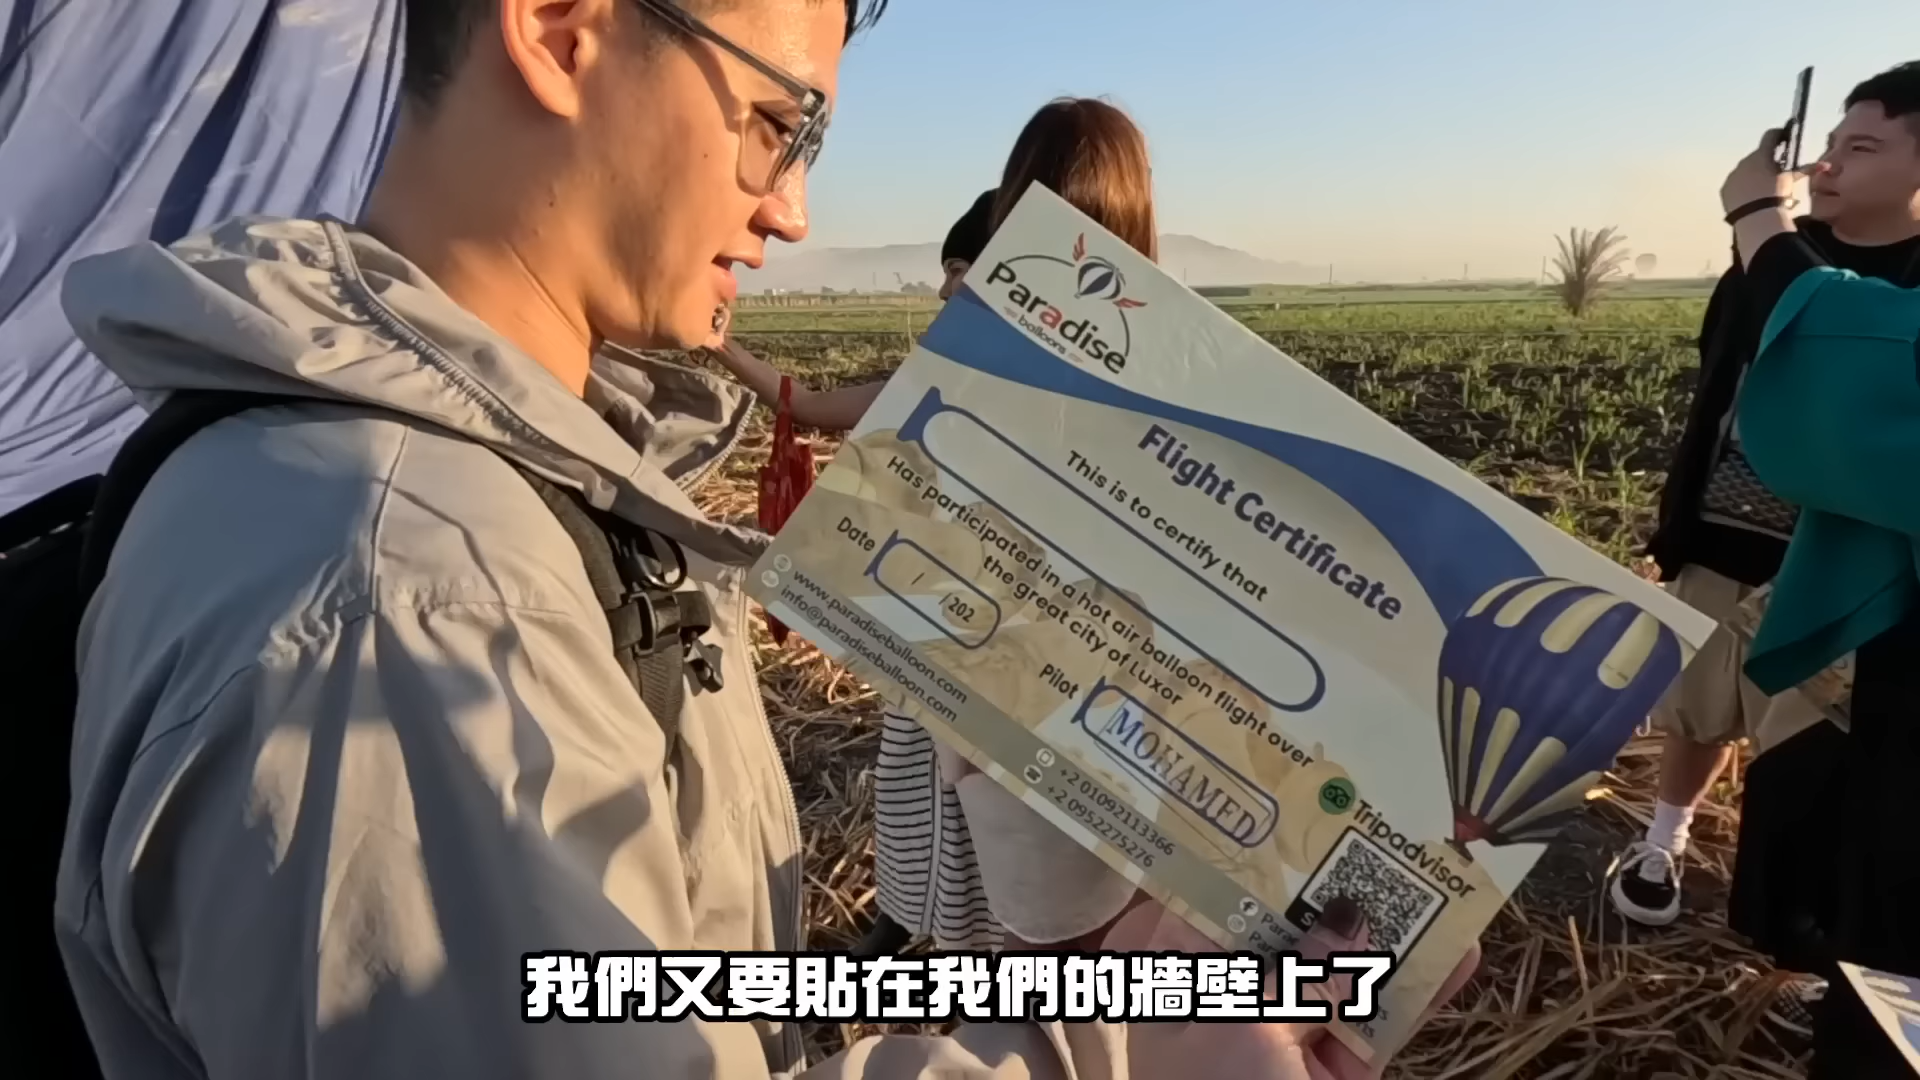 Paradise
balloons
Flight Certificate
This is to certify that
Has participated in a hot air balloon flight over
the great city of Luxor
Date
/ /202
Pilot
MOHAMED
www.paradiseballoon.com
info@paradiseballoon.com
+2 01092113366
+2 0952275276
Tripadvisor
我們又要貼在我們的牆壁上了